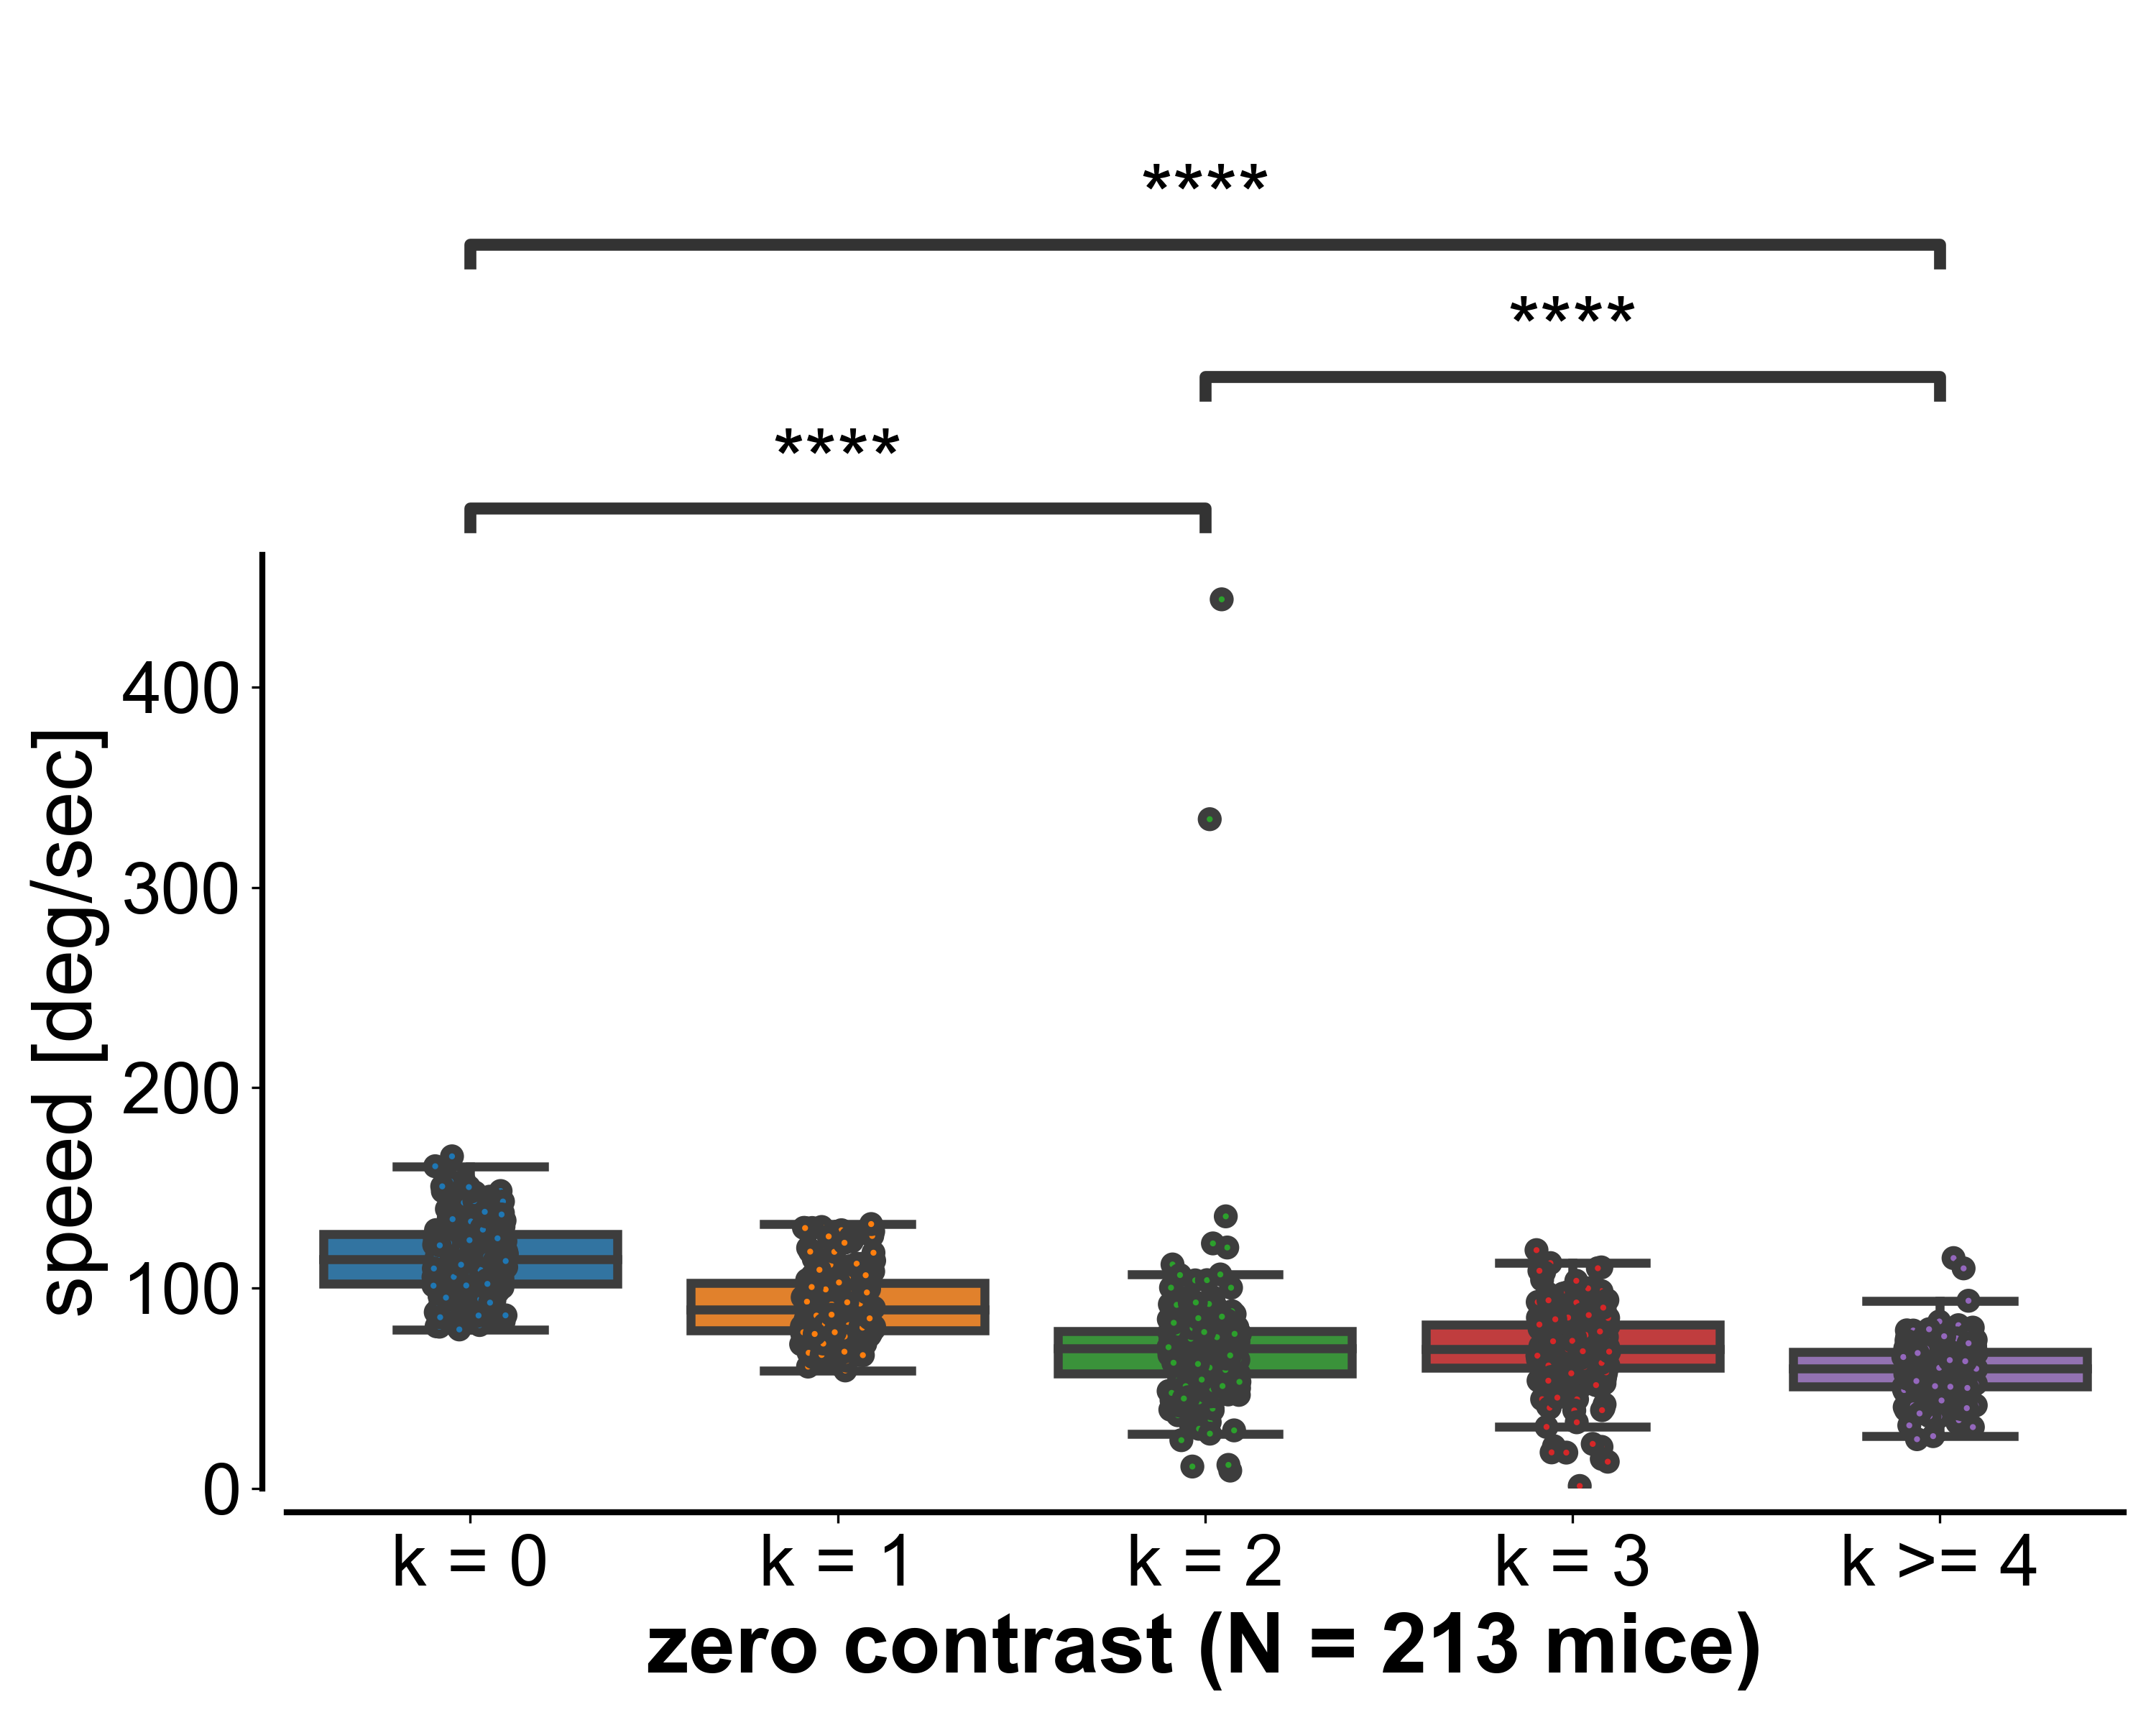 ****
****
****
speed [deg/sec]
400
300
200
100
0
k = 0
k = 1
k = 2
k = 3
k >= 4
zero contrast (N = 213 mice)